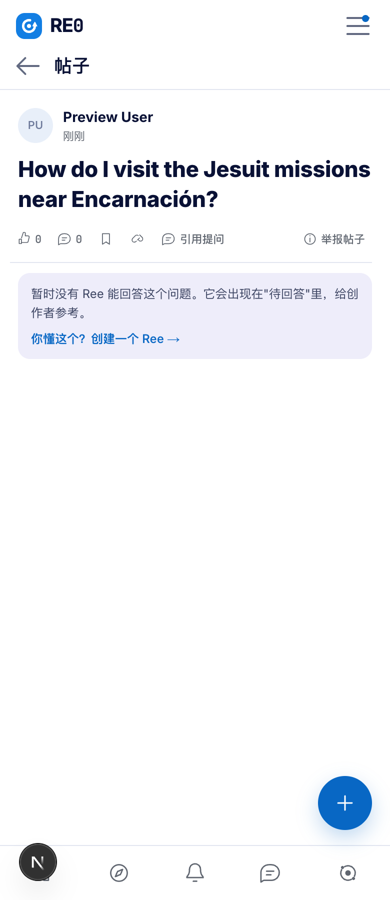 RE0
帖子
PU
Preview User
刚刚
How do I visit the Jesuit missions
near Encarnación?
0
0
引用提问
举报帖子
暂时没有 Ree 能回答这个问题。它会出现在"待回答"里，给创
作者参考。
你懂这个？创建一个 Ree →
N